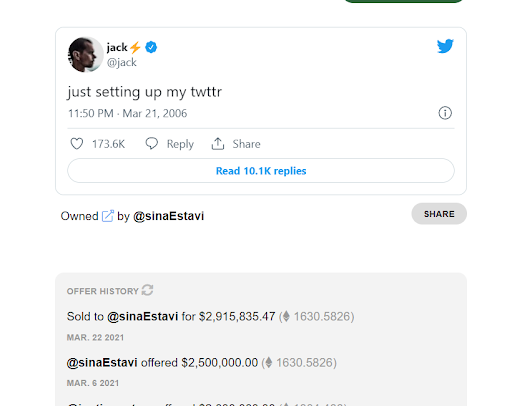 jack⚡
@jack
just setting up my twttr
11:50 PM · Mar 21, 2006
173.6K Reply Share
Read 10.1K replies
Owned by @sinaEstavi
SHARE
OFFER HISTORY
Sold to @sinaEstavi for $2,915,835.47 (1630.5826)
MAR. 22 2021
@sinaEstavi offered $2,500,000.00 (1630.5826)
MAR. 6 2021